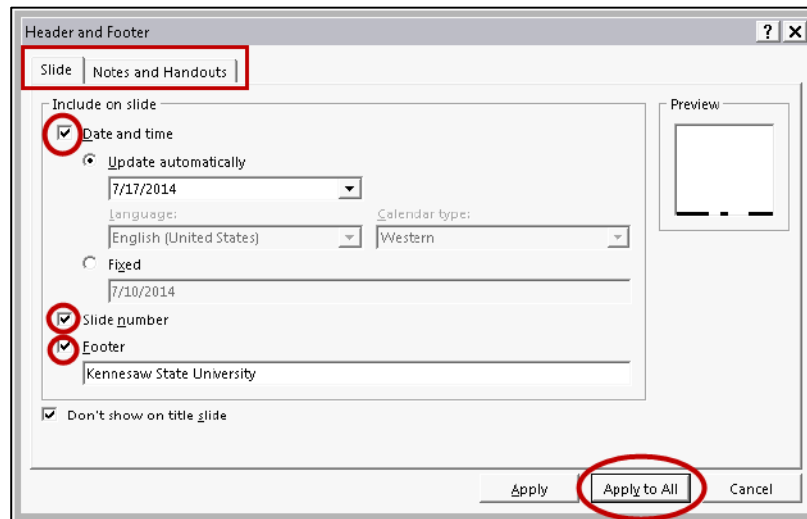 Header and Footer
? X
Slide Notes and Handouts
Include on slide
Preview
Date and time
Update automatically
7/17/2014
Language: Calendar type:
English (United States) Western
Fixed
7/10/2014
Slide number
Footer
Kennesaw State University
Don't show on title slide
Apply Apply to All Cancel